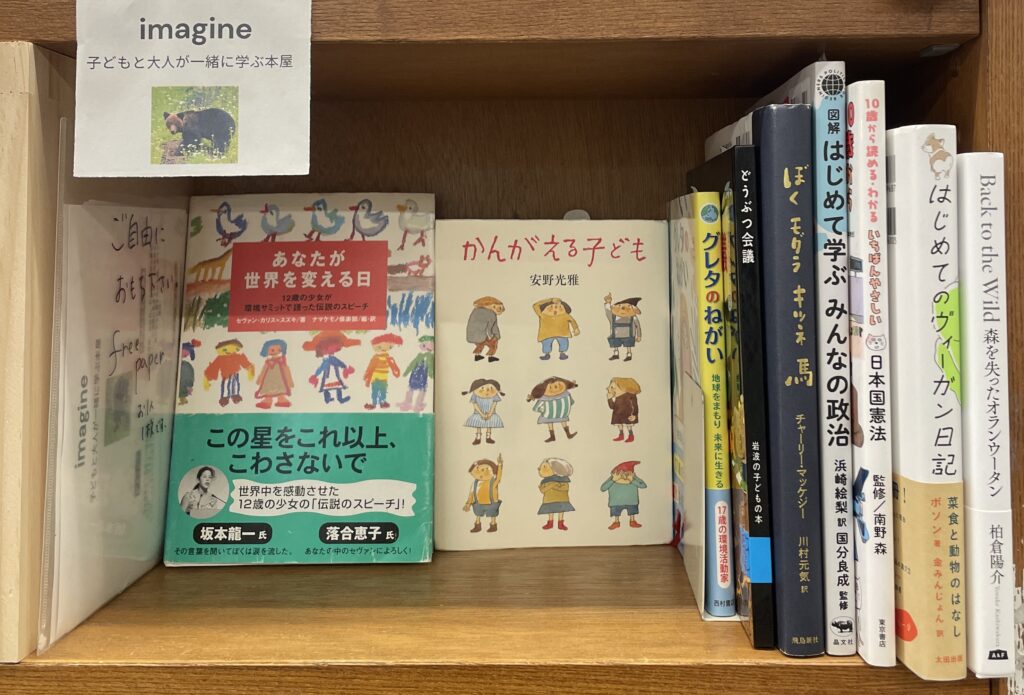 imagine
子どもと大人が一緒に学ぶ本屋
ご自由に
おもち下さい
free
paper
お1人
imagine
あなたが
世界を変える日
12歳の少女が
環境サミットで語った伝説のスピーチ
セヴァン・カリス=スズキ/著 ナマケモノ倶楽部/編・訳
この星をこれ以上、
こわさないで
世界中を感動させた
12歳の少女の「伝説のスピーチ」!
坂本龍一氏
その言葉を聞いてぼくは涙を流した。
落合恵子氏
あなたの中のセヴァンによろしく!
かんがえる子ども
安野光雅
グレタのねがい
地球をまもり 未来に生きる
17歳の環境活動家
西村書店
どうぶつ会議
岩波の子どもの本
ぼく モグラ キツネ 馬
チャーリー・マッケジー
川村元気 訳
飛鳥新社
図解 はじめて学ぶ みんなの政治
浜崎絵梨 訳 国分良成 監修
晶文社
10歳から読める・わかる いちばんやさしい
日本国憲法
監修/南野 森
東京書店
はじめてのヴィーガン日記
菜食と動物のはなし
ボソン 著 金みんじょん 訳
太田出版
Back to the Wild 森を失ったオランウータン
柏倉陽介
Yosuke Kashiwakura
A&F